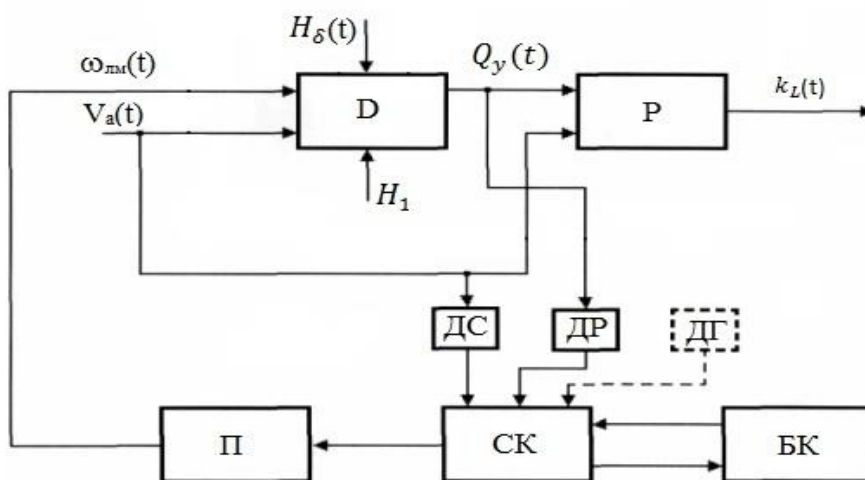 H_δ(t)
ω_лм(t)
Q_y(t)
k_L(t)
V_a(t)
D
P
H_1
ДС
ДР
ДГ
П
СК
БК